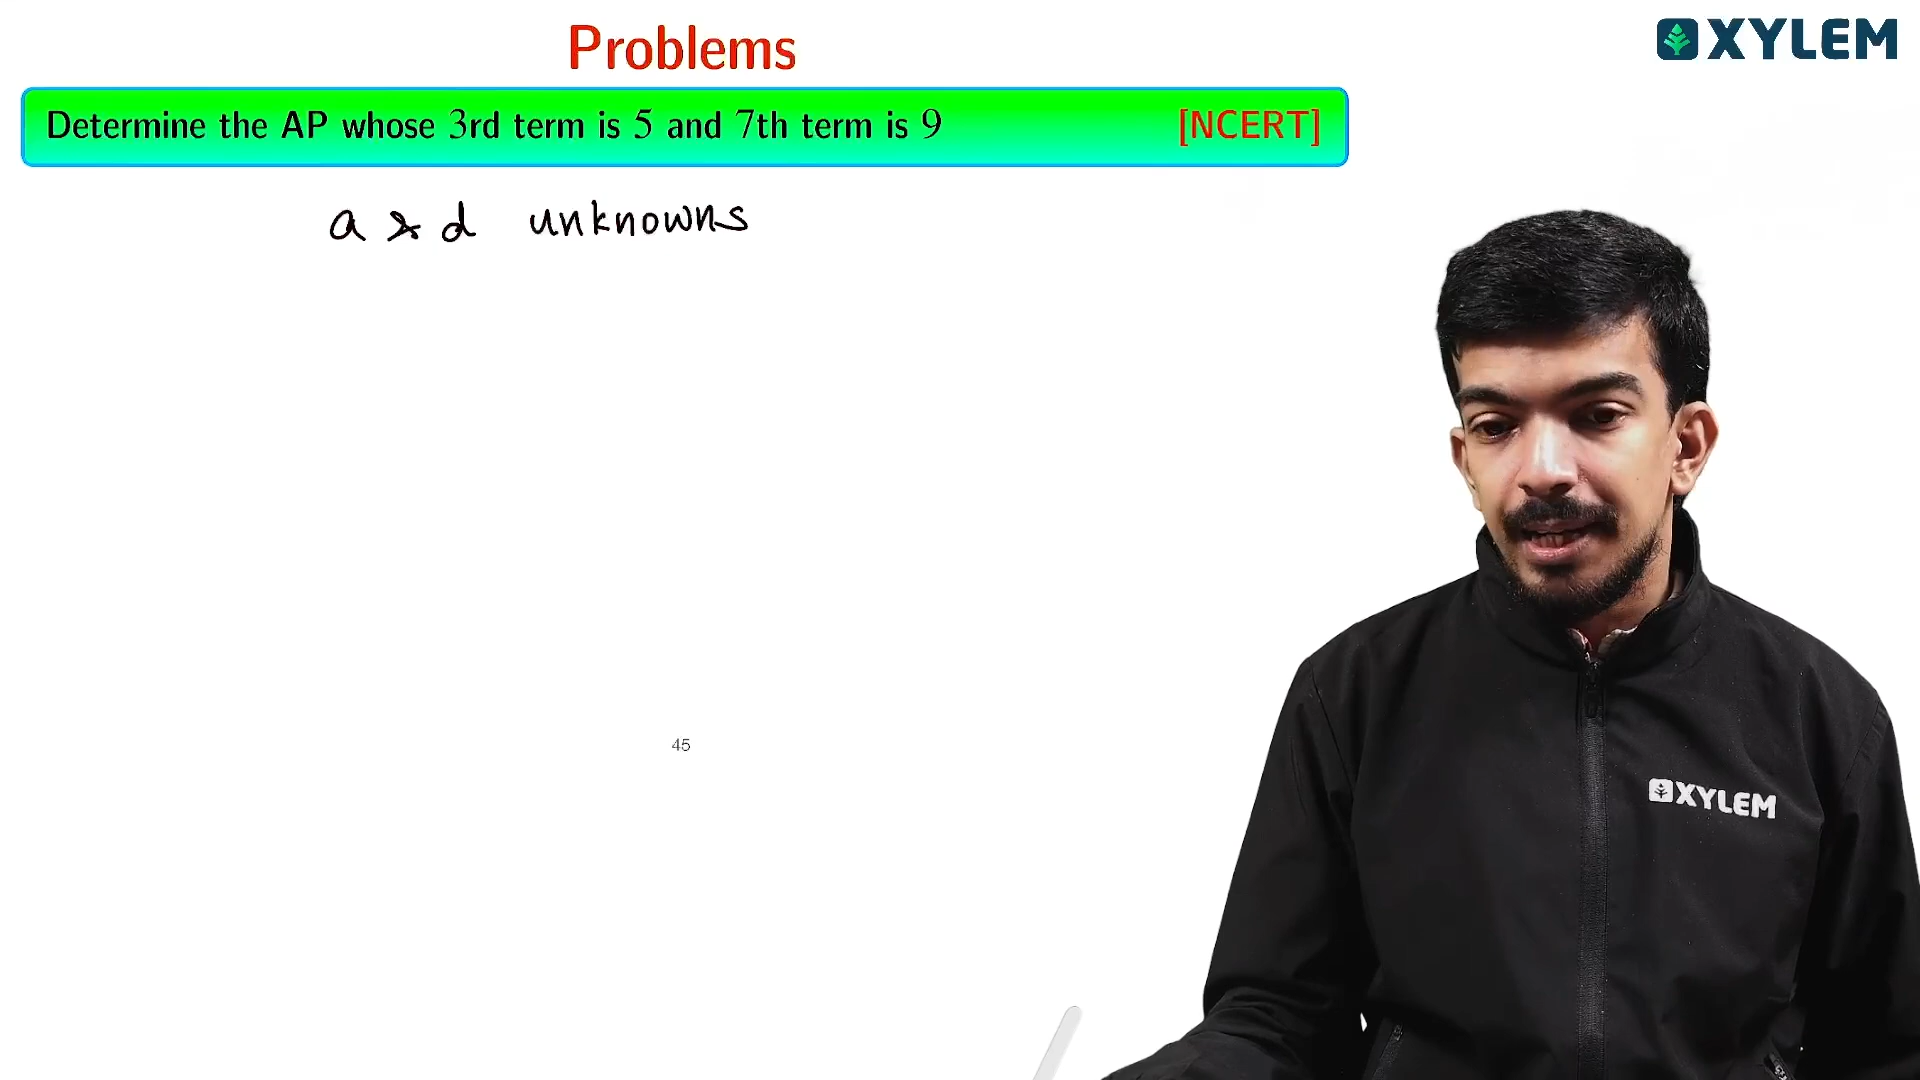 Problems
XYLEM
Determine the AP whose 3rd term is 5 and 7th term is 9 [NCERT]
a & d unknowns
45
XYLEM